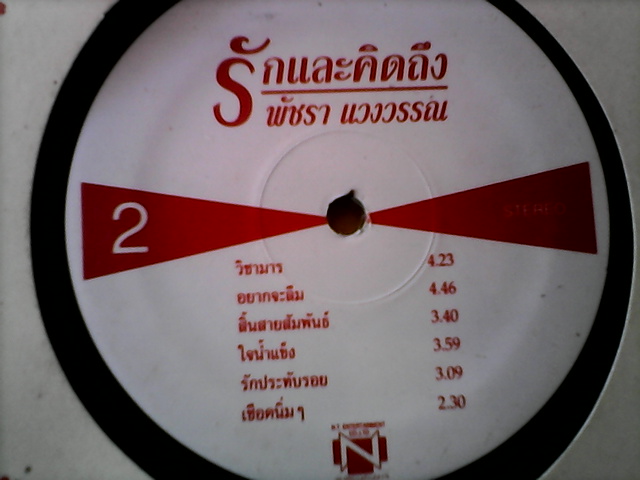 รักและคิดถึง
พัชรา แวงวรรณ
2
STEREO
วิชามาร 4.23
อยากจะลืม 4.46
สิ้นสายสัมพันธ์ 3.40
ใจน้ำแข็ง 3.59
รักประทับรอย 3.09
เชือดนิ่มๆ 2.30
N.T. ENTERTAINMENT
N